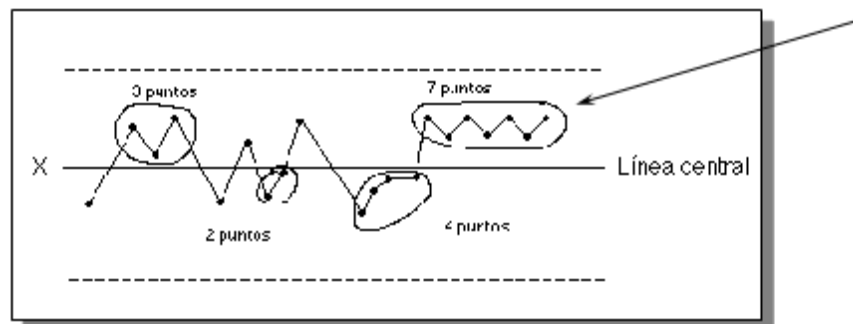 3 puntos
7 puntos
X
Línea central
2 puntos
4 puntos